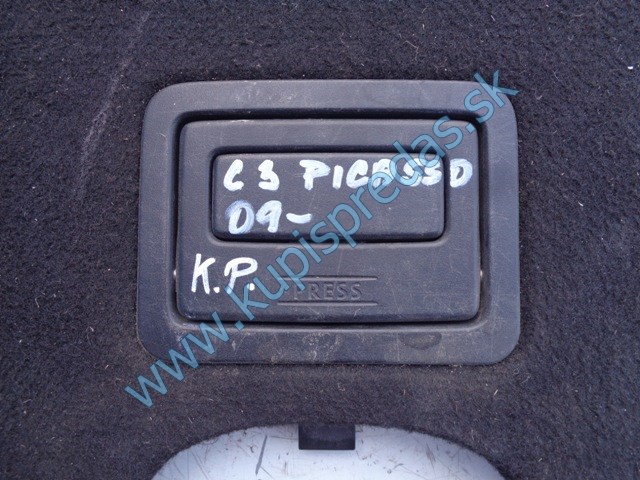 C3 PICASSO
09-
K.P.
PRESS
www.kupispredas.sk